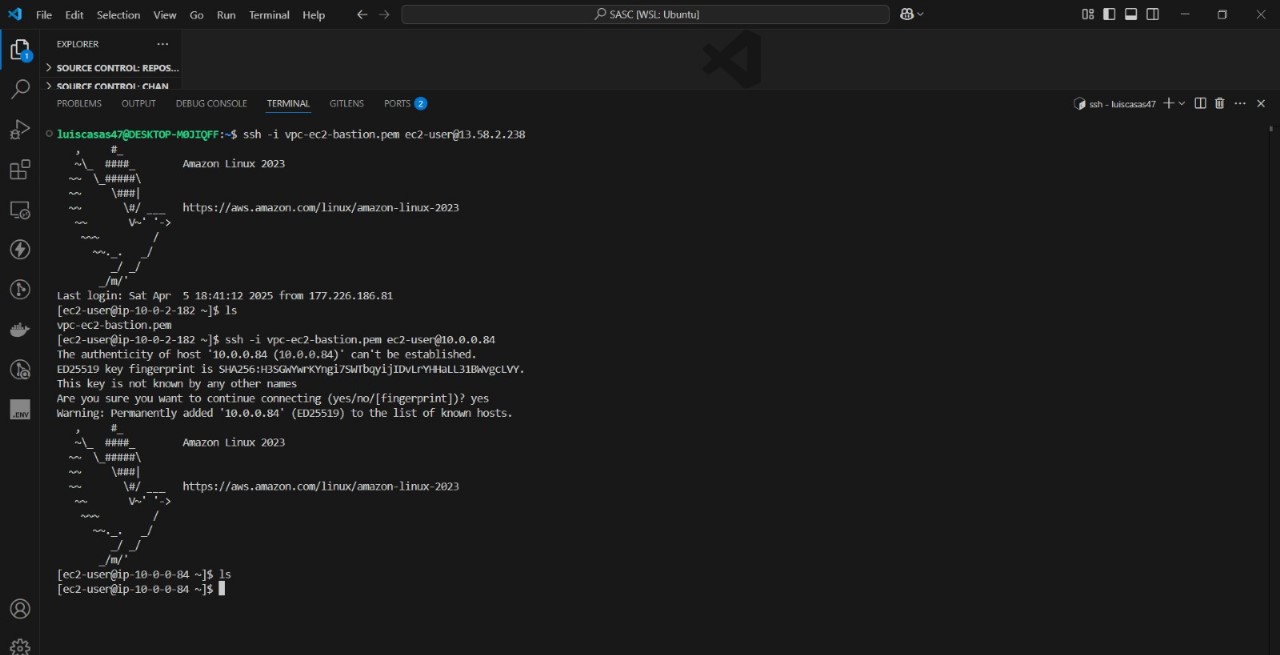 File Edit Selection View Go Run Terminal Help SASC [WSL: Ubuntu]
EXPLORER ...
1
SOURCE CONTROL: REPOS...
SOURCE CONTROL: CHAN
PROBLEMS OUTPUT DEBUG CONSOLE TERMINAL GITLENS PORTS 2 ssh - luiscasas47
luiscasas47@DESKTOP-M0JIQFF:~$ ssh -i vpc-ec2-bastion.pem ec2-user@13.58.2.238
   ,     #_
   ~\_  ####_        Amazon Linux 2023
  ~~  \_#####\
  ~~     \###|
  ~~       \#/ ___   https://aws.amazon.com/linux/amazon-linux-2023
   ~~       V~' '->
    ~~~         /
      ~~._.   _/
         _/ _/
       _/m/'
Last login: Sat Apr  5 18:41:12 2025 from 177.226.186.81
[ec2-user@ip-10-0-2-182 ~]$ ls
vpc-ec2-bastion.pem
[ec2-user@ip-10-0-2-182 ~]$ ssh -i vpc-ec2-bastion.pem ec2-user@10.0.0.84
The authenticity of host '10.0.0.84 (10.0.0.84)' can't be established.
ED25519 key fingerprint is SHA256:H3SGWYwrKYngi7SWTbqyijIDvLrYHHaLL31BWvgcLVY.
This key is not known by any other names
Are you sure you want to continue connecting (yes/no/[fingerprint])? yes
Warning: Permanently added '10.0.0.84' (ED25519) to the list of known hosts.
   ,     #_
   ~\_  ####_        Amazon Linux 2023
  ~~  \_#####\
  ~~     \###|
  ~~       \#/ ___   https://aws.amazon.com/linux/amazon-linux-2023
   ~~       V~' '->
    ~~~         /
      ~~._.   _/
         _/ _/
       _/m/'
[ec2-user@ip-10-0-0-84 ~]$ ls
[ec2-user@ip-10-0-0-84 ~]$
.ENV